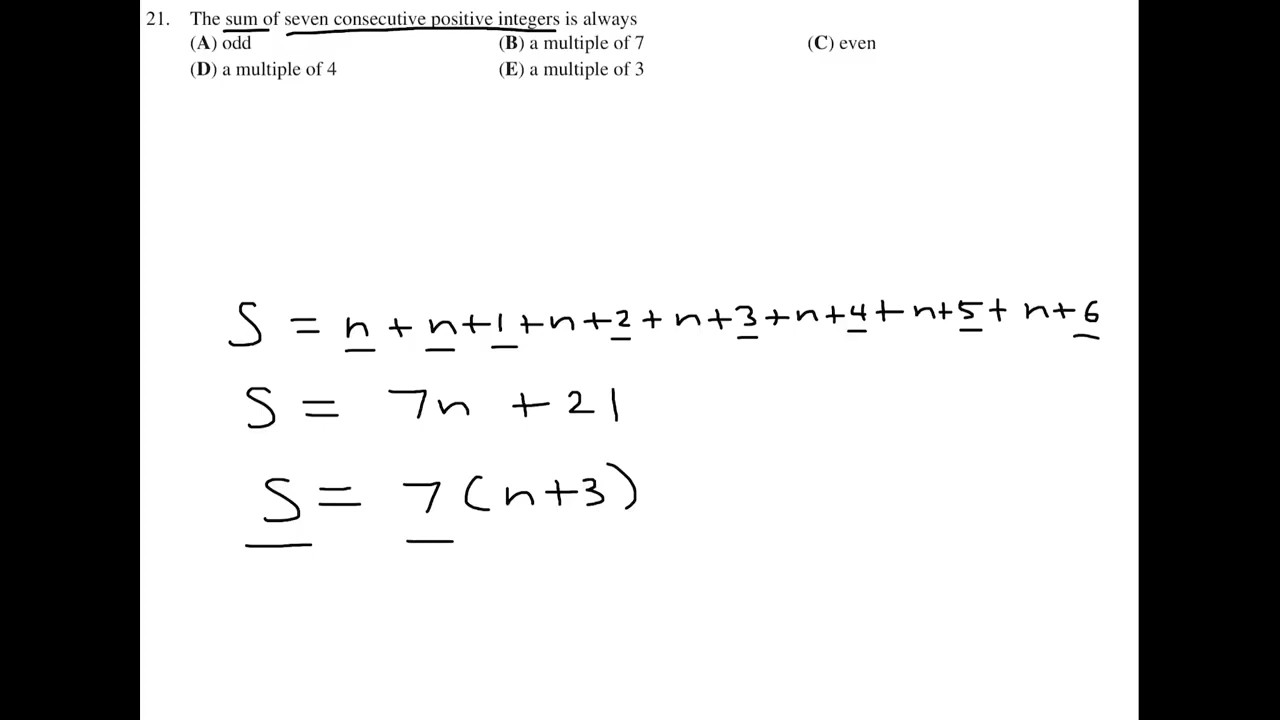 21. The sum of seven consecutive positive integers is always
(A) odd (B) a multiple of 7 (C) even
(D) a multiple of 4 (E) a multiple of 3
S = n + n+1 + n+2 + n+3 + n+4 + n+5 + n+6
S = 7n + 21
S = 7(n+3)